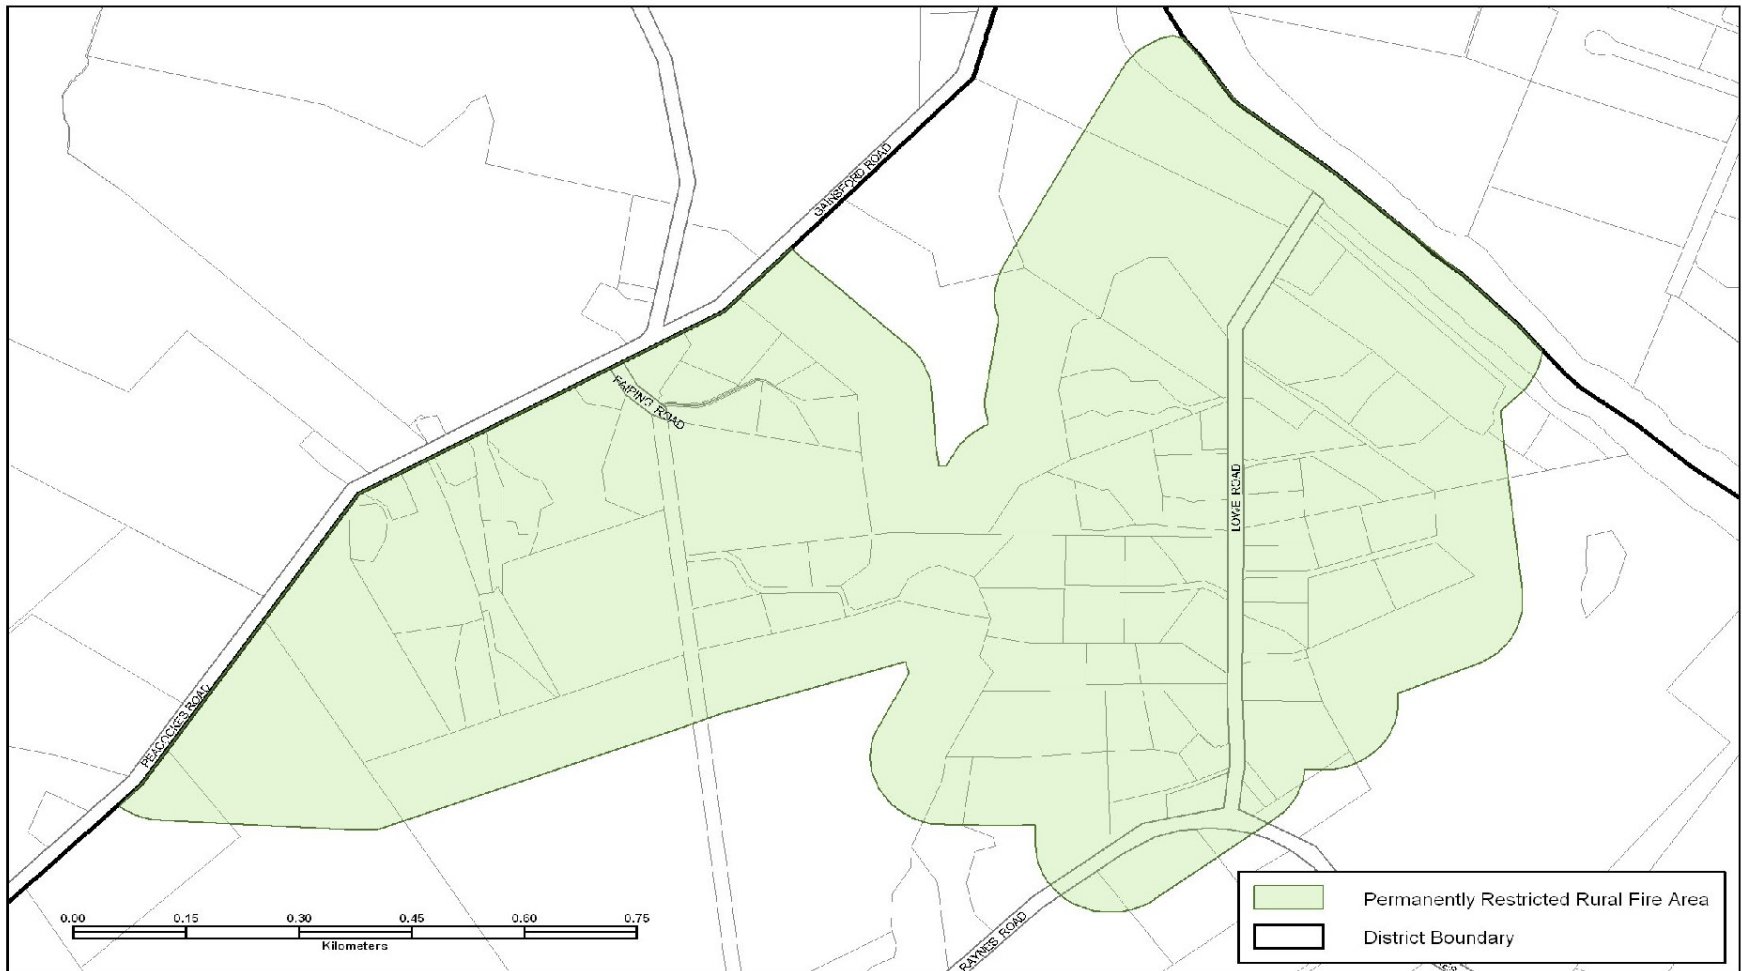 GAINSFORD ROAD
FAIPING ROAD
LOWE ROAD
PEACOCKES ROAD
RAYNES ROAD
0.00 0.15 0.30 0.45 0.60 0.75
Kilometers
Permanently Restricted Rural Fire Area
District Boundary